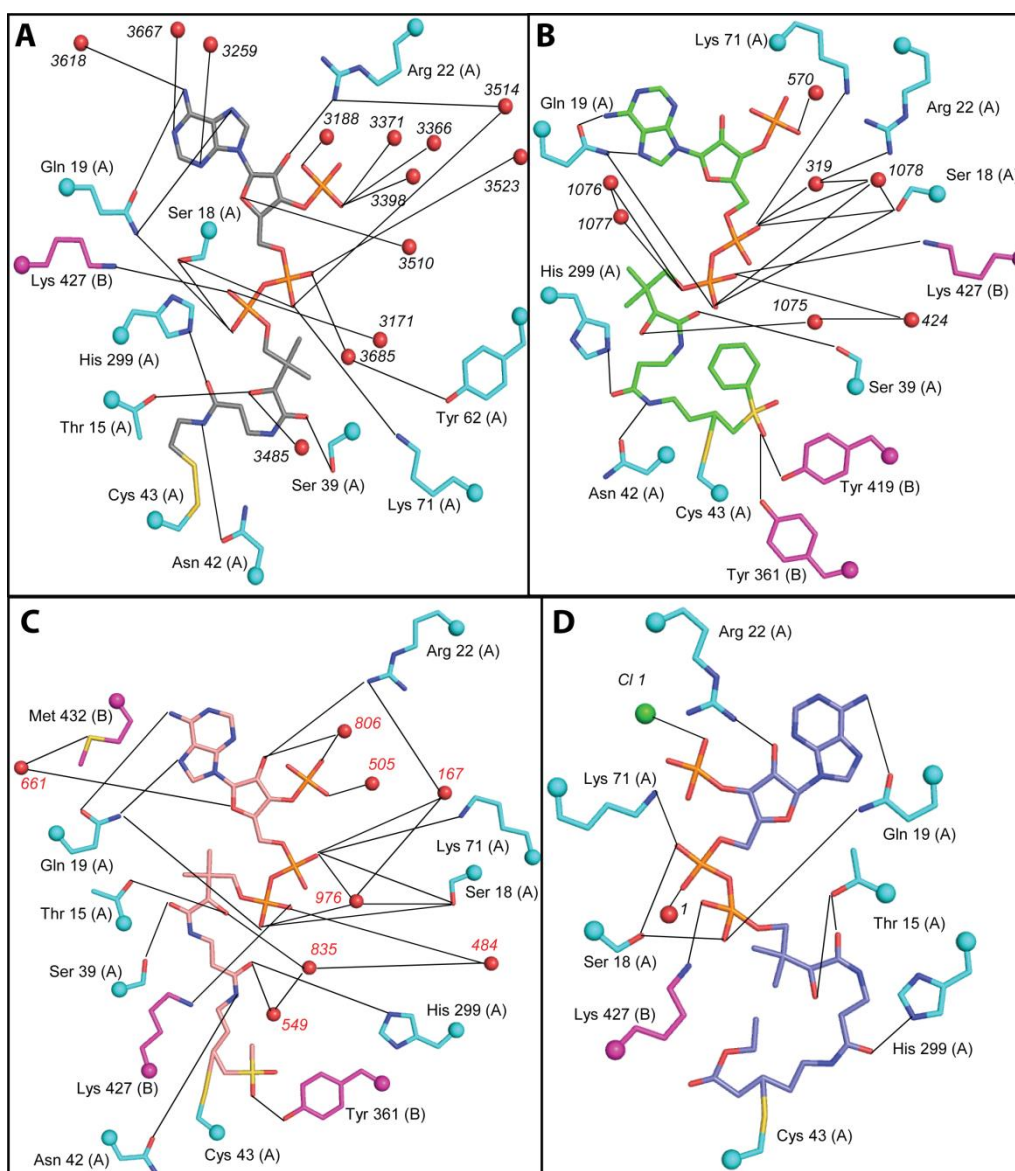 A
3667
3618
3259
Arg 22 (A)
3514
3188
3371
3366
Gln 19 (A)
Ser 18 (A)
3398
3523
3510
Lys 427 (B)
3171
His 299 (A)
3685
Thr 15 (A)
Tyr 62 (A)
3485
Ser 39 (A)
Cys 43 (A)
Lys 71 (A)
Asn 42 (A)
B
Lys 71 (A)
570
Gln 19 (A)
Arg 22 (A)
319
1078
1076
Ser 18 (A)
1077
His 299 (A)
Lys 427 (B)
1075
424
Ser 39 (A)
Asn 42 (A)
Cys 43 (A)
Tyr 419 (B)
Tyr 361 (B)
C
Arg 22 (A)
Met 432 (B)
806
505
661
167
Gln 19 (A)
Lys 71 (A)
976
Ser 18 (A)
Thr 15 (A)
835
484
Ser 39 (A)
549
His 299 (A)
Lys 427 (B)
Tyr 361 (B)
Asn 42 (A)
Cys 43 (A)
D
Arg 22 (A)
Cl 1
Lys 71 (A)
Gln 19 (A)
1
Thr 15 (A)
Ser 18 (A)
Lys 427 (B)
His 299 (A)
Cys 43 (A)